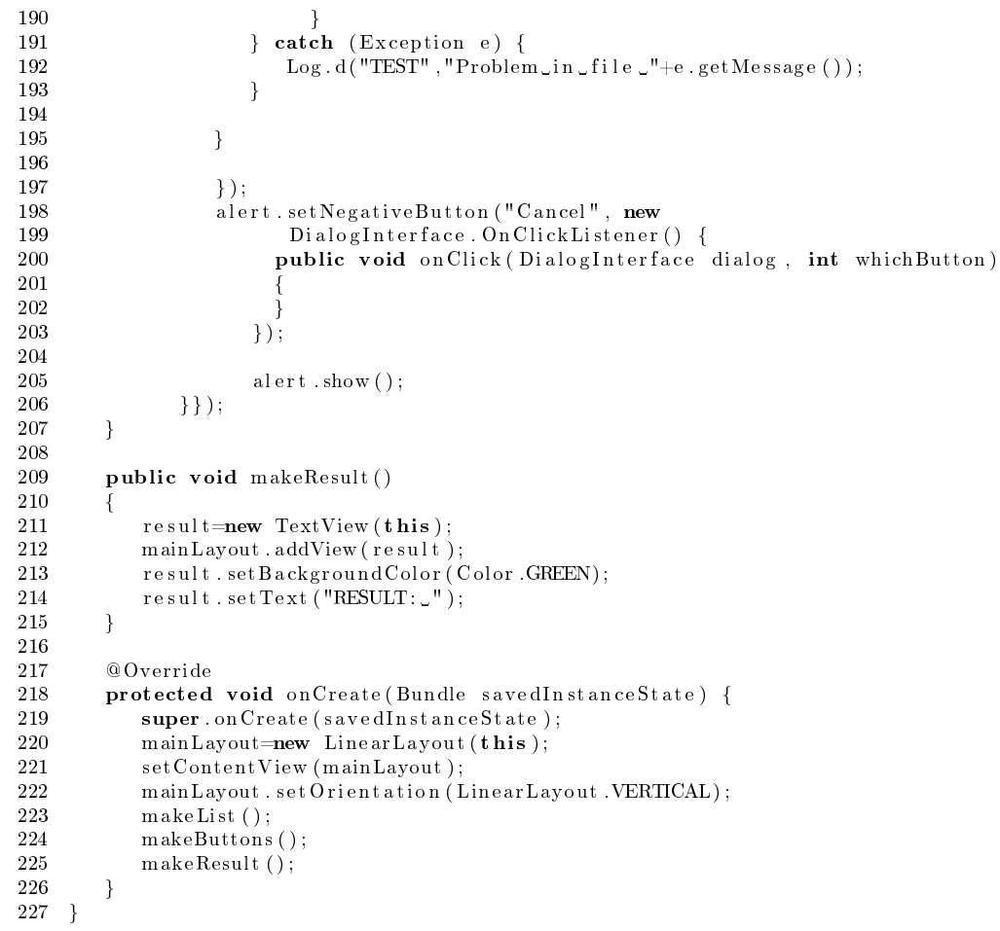 190 }
191 } catch (Exception e) {
192 Log.d("TEST","Problem␣in␣file␣"+e.getMessage());
193 }
194
195 }
196
197 });
198 alert.setNegativeButton("Cancel", new
199 DialogInterface.OnClickListener() {
200 public void onClick(DialogInterface dialog, int whichButton)
201 {
202 }
203 });
204
205 alert.show();
206 }});
207 }
208
209 public void makeResult()
210 {
211 result=new TextView(this);
212 mainLayout.addView(result);
213 result.setBackgroundColor(Color.GREEN);
214 result.setText("RESULT:␣");
215 }
216
217 @Override
218 protected void onCreate(Bundle savedInstanceState) {
219 super.onCreate(savedInstanceState);
220 mainLayout=new LinearLayout(this);
221 setContentView(mainLayout);
222 mainLayout.setOrientation(LinearLayout.VERTICAL);
223 makeList();
224 makeButtons();
225 makeResult();
226 }
227 }